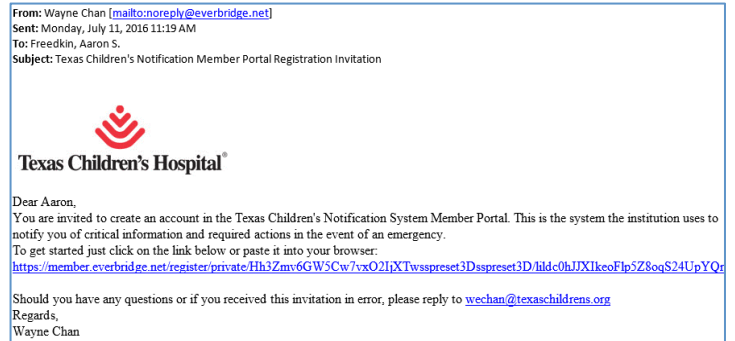 From: Wayne Chan [mailto:noreply@everbridge.net]
Sent: Monday, July 11, 2016 11:19 AM
To: Freedkin, Aaron S.
Subject: Texas Children's Notification Member Portal Registration Invitation
Texas Children's Hospital®
Dear Aaron,
You are invited to create an account in the Texas Children's Notification System Member Portal. This is the system the institution uses to
notify you of critical information and required actions in the event of an emergency.
To get started just click on the link below or paste it into your browser:
https://member.everbridge.net/register/private/Hh3Zmv6GW5Cw7vxO2IjXTwsspreset3Dsspreset3D/lildc0hJJXIkeoFlp5Z8oqS24UpYQr
Should you have any questions or if you received this invitation in error, please reply to wechan@texaschildrens.org
Regards,
Wayne Chan